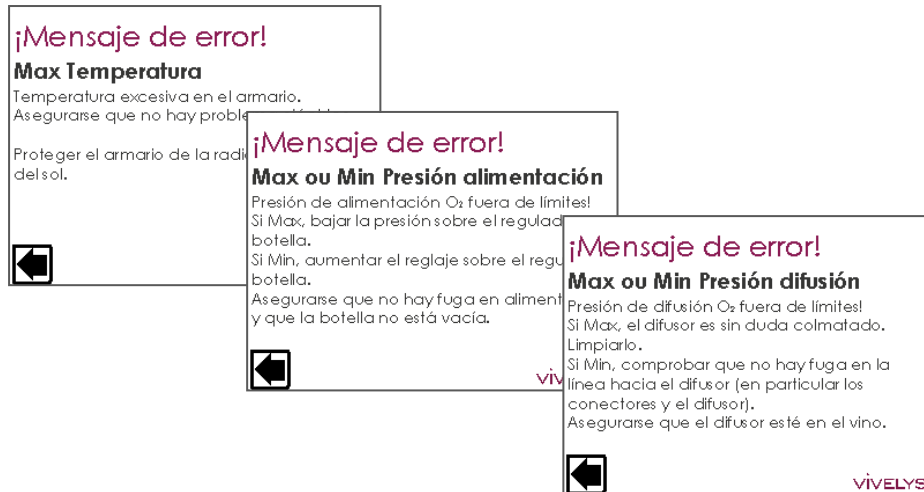 ¡Mensaje de error!
Max Temperatura
Temperatura excesiva en el armario.
Asegurarse que no hay
Proteger el armario de la
del sol.
¡Mensaje de error!
Max ou Min Presión alimentación
Presión de alimentación O₂ fuera de límites!
Si Max, bajar la presión sobre el
botella.
Si Min, aumentar el reglaje sobre el
botella.
Asegurarse que no hay fuga en
y que la botella no está vacía.
¡Mensaje de error!
Max ou Min Presión difusión
Presión de difusión O₂ fuera de límites!
Si Max, el difusor es sin duda colmatado.
Limpiarlo.
Si Min, comprobar que no hay fuga en la
línea hacia el difusor (en particular los
conectores y el difusor).
Asegurarse que el difusor esté en el vino.
VIVELYS